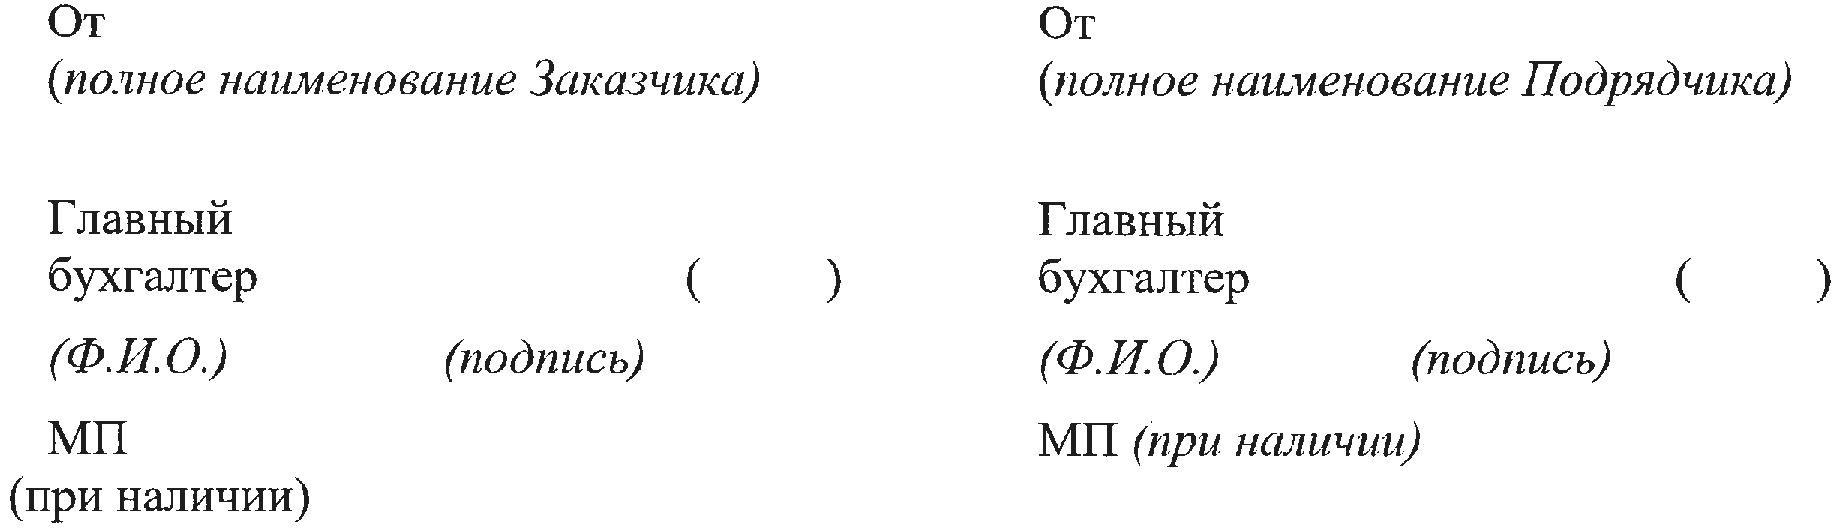 От
(полное наименование Заказчика)
Главный
бухгалтер ( )
(Ф.И.О.) (подпись)
МП
(при наличии)
От
(полное наименование Подрядчика)
Главный
бухгалтер ( )
(Ф.И.О.) (подпись)
МП (при наличии)